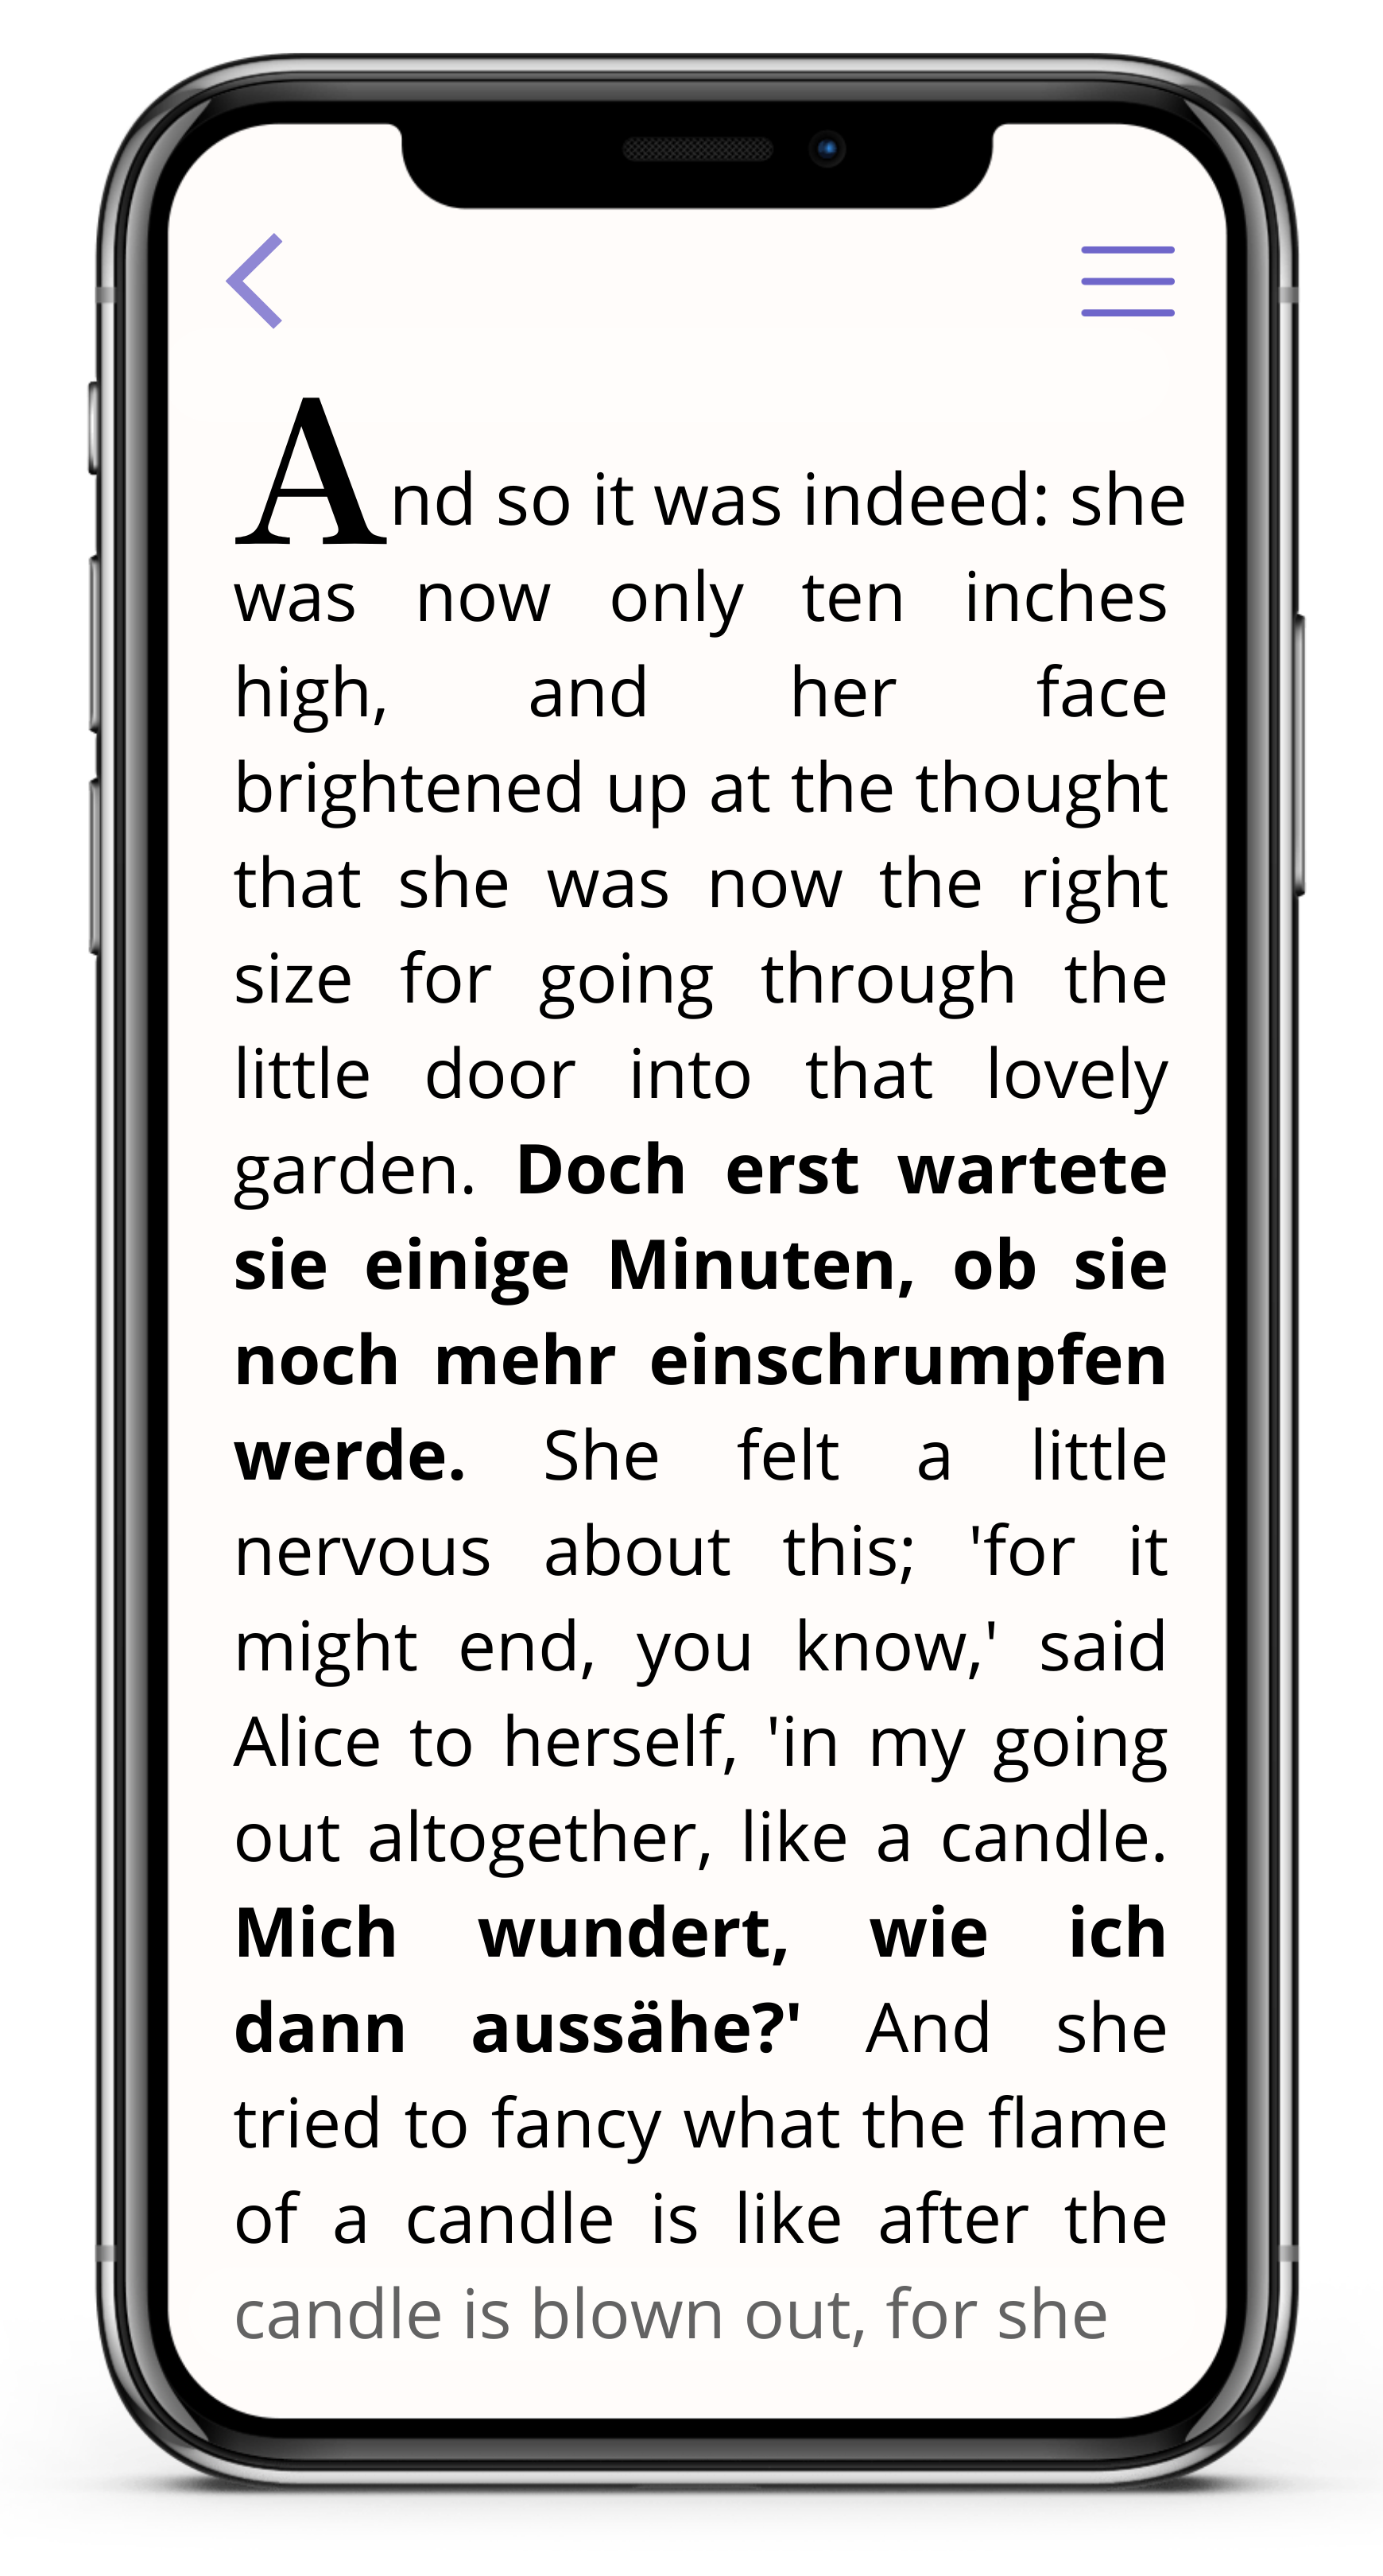 And so it was indeed: she
was now only ten inches
high, and her face
brightened up at the thought
that she was now the right
size for going through the
little door into that lovely
garden. Doch erst wartete
sie einige Minuten, ob sie
noch mehr einschrumpfen
werde. She felt a little
nervous about this; 'for it
might end, you know,' said
Alice to herself, 'in my going
out altogether, like a candle.
Mich wundert, wie ich
dann aussähe?' And she
tried to fancy what the flame
of a candle is like after the
candle is blown out, for she